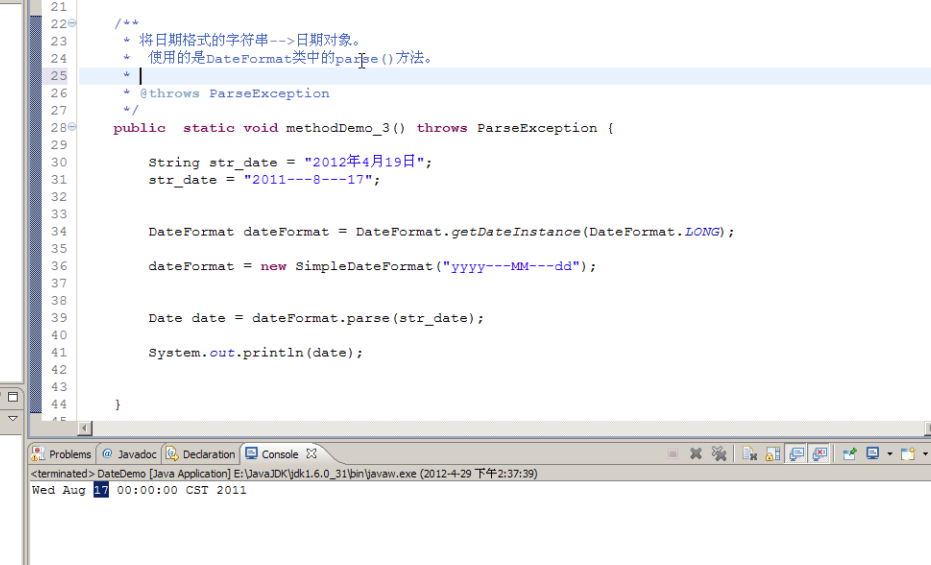 21
22 /**
23 * 将日期格式的字符串-->日期对象。
24 * 使用的是DateFormat类中的parse()方法。
25 *
26 * @throws ParseException
27 */
28 public static void methodDemo_3() throws ParseException {
29
30 String str_date = "2012年4月19日";
31 str_date = "2011---8---17";
32
33
34 DateFormat dateFormat = DateFormat.getDateInstance(DateFormat.LONG);
35
36 dateFormat = new SimpleDateFormat("yyyy---MM---dd");
37
38
39 Date date = dateFormat.parse(str_date);
40
41 System.out.println(date);
42
43
44 }
45
Problems @ Javadoc Declaration Console
<terminated> DateDemo [Java Application] E:\JavaJDK\jdk1.6.0_31\bin\javaw.exe (2012-4-29 下午2:37:39)
Wed Aug 17 00:00:00 CST 2011